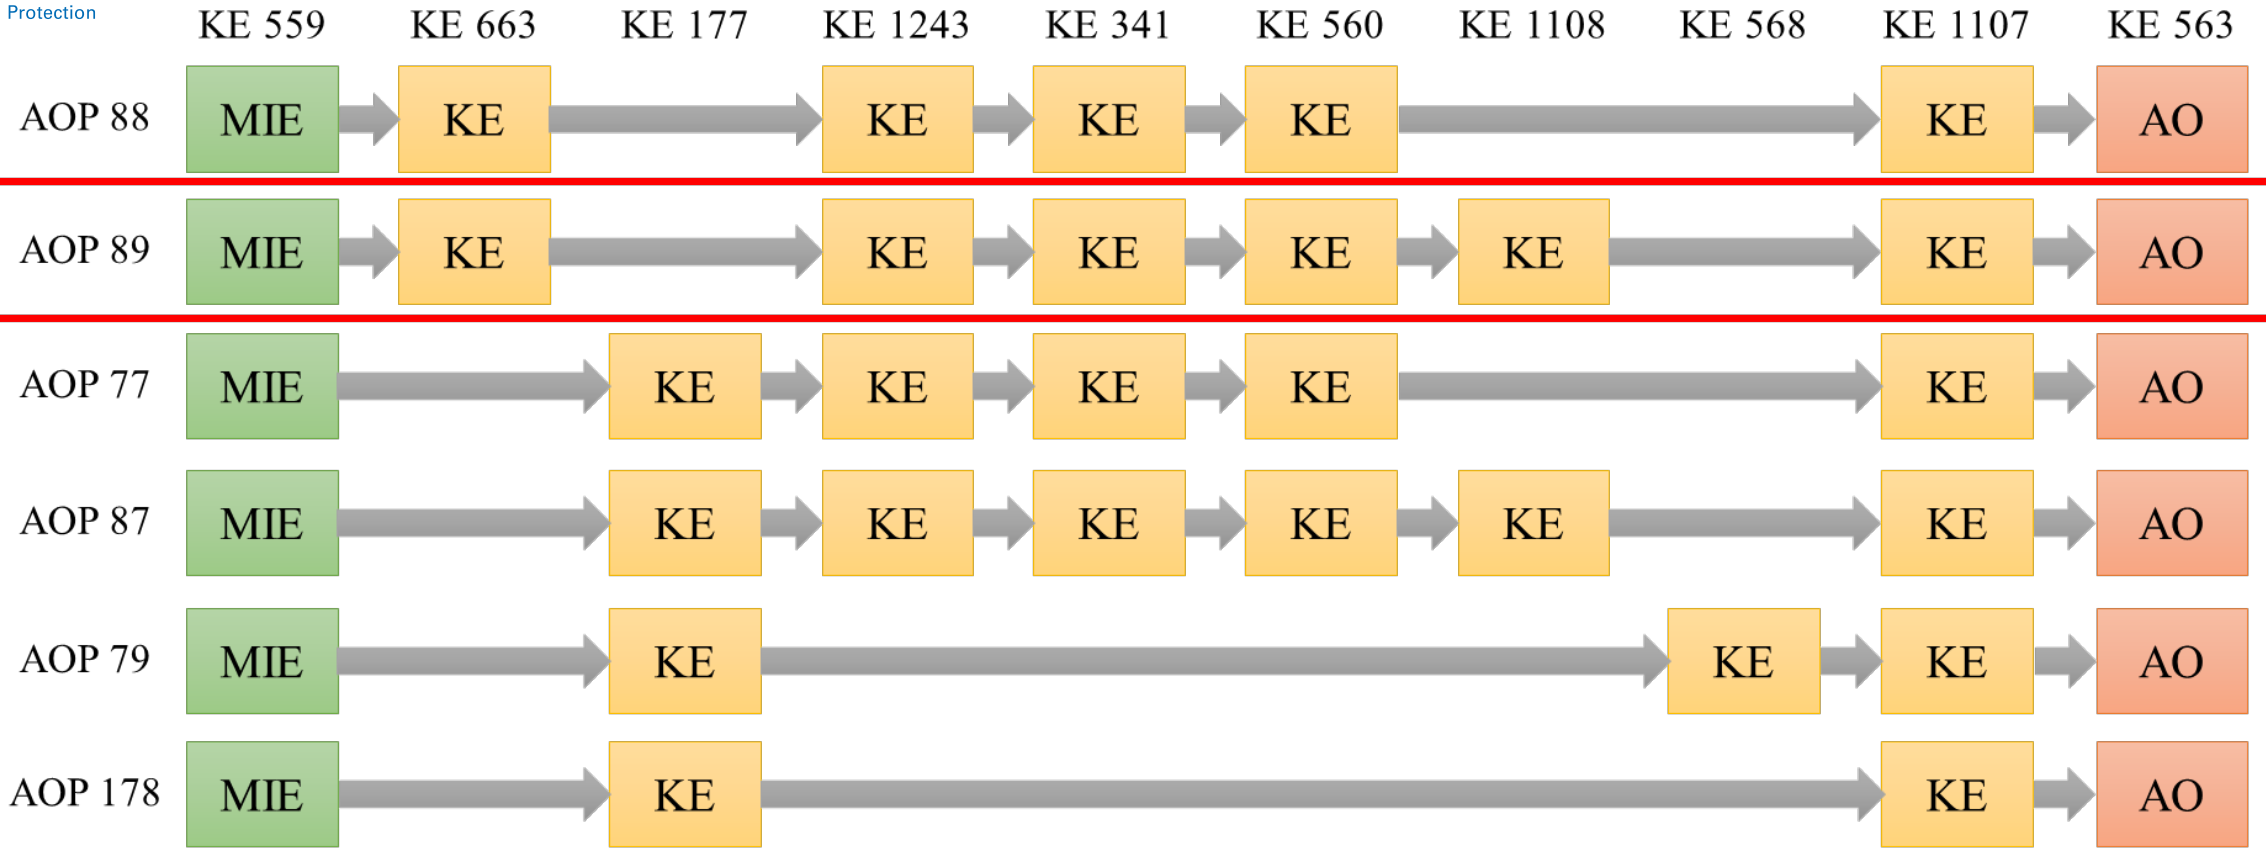 Protection
KE 559 KE 663 KE 177 KE 1243 KE 341 KE 560 KE 1108 KE 568 KE 1107 KE 563
AOP 88 MIE KE KE KE KE KE AO
AOP 89 MIE KE KE KE KE KE KE AO
AOP 77 MIE KE KE KE KE KE AO
AOP 87 MIE KE KE KE KE KE KE AO
AOP 79 MIE KE KE KE AO
AOP 178 MIE KE KE AO